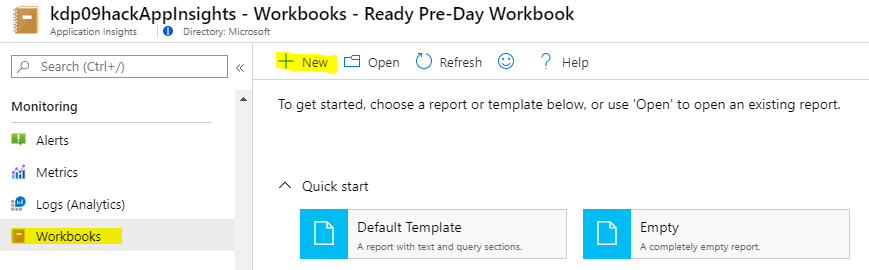 kdp09hackAppInsights - Workbooks - Ready Pre-Day Workbook
Application Insights
Directory: Microsoft
Search (Ctrl+/)
«
New
Open
Refresh
Help
Monitoring
Alerts
Metrics
Logs (Analytics)
Workbooks
To get started, choose a report or template below, or use 'Open' to open an existing report.
Quick start
Default Template
A report with text and query sections.
Empty
A completely empty report.